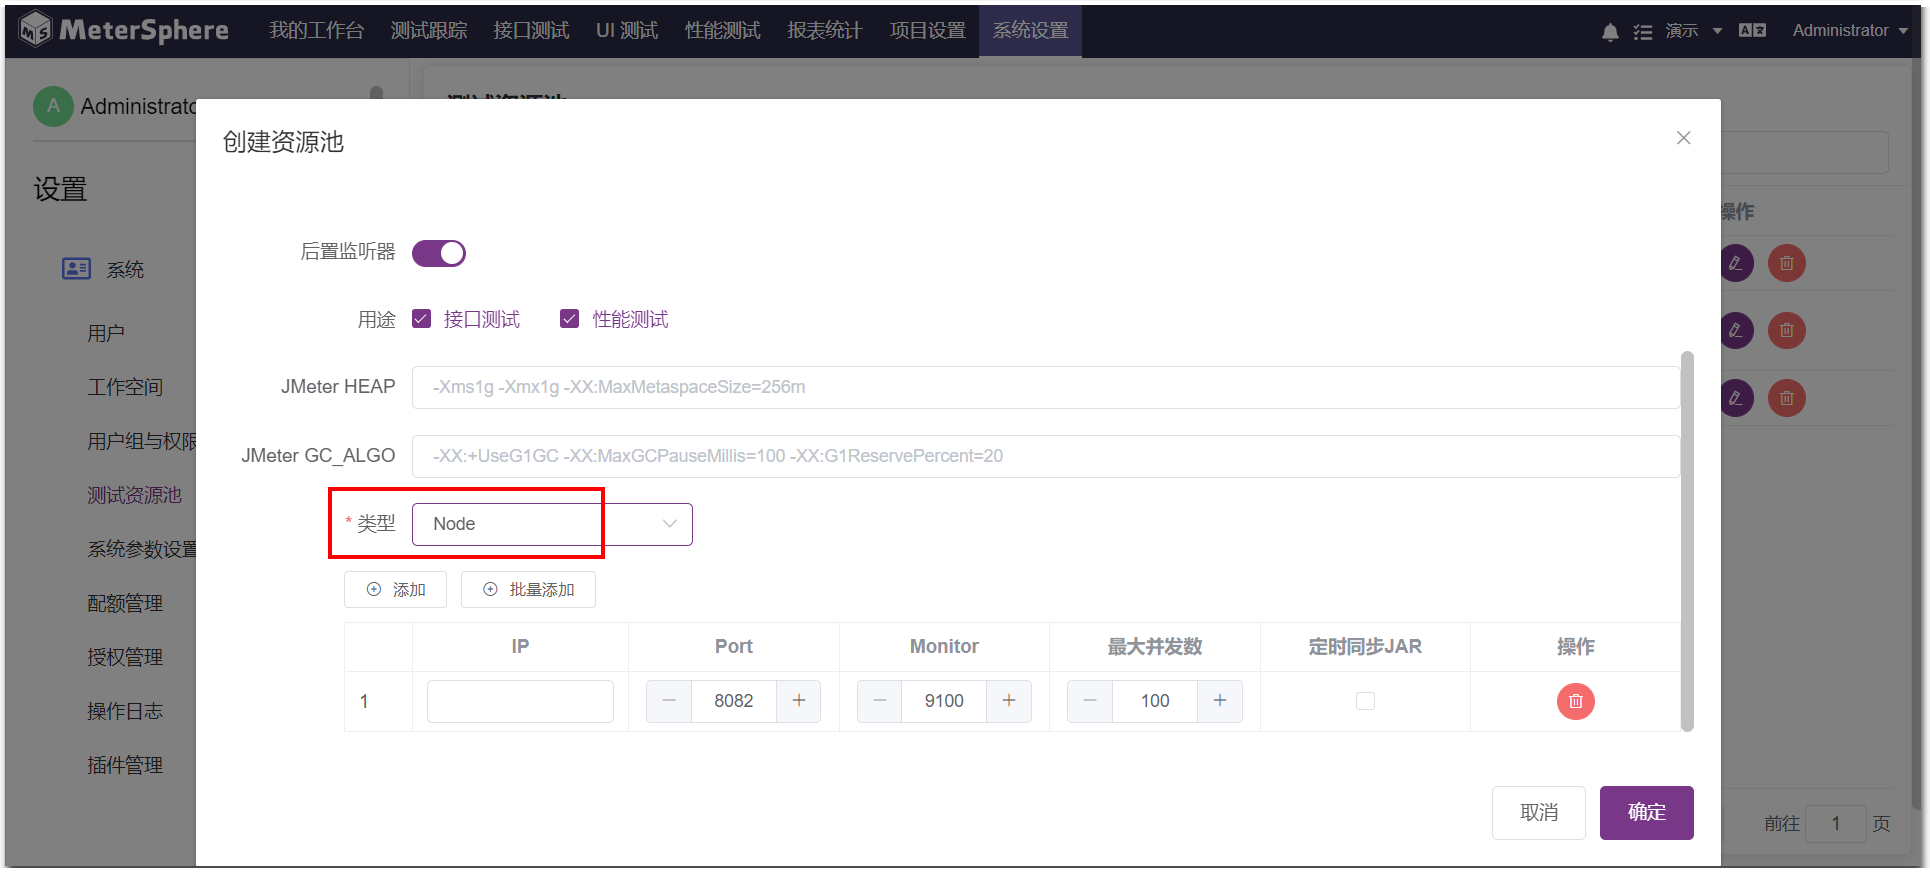 MeterSphere 我的工作台 测试跟踪 接口测试 UI 测试 性能测试 报表统计 项目设置 系统设置 演示 Administrator
A Administrato
设置
系统
用户
工作空间
用户组与权限
测试资源池
系统参数设置
配额管理
授权管理
操作日志
插件管理
测试资源池
操作
创建资源池
后置监听器
用途 接口测试 性能测试
JMeter HEAP -Xms1g -Xmx1g -XX:MaxMetaspaceSize=256m
JMeter GC_ALGO -XX:+UseG1GC -XX:MaxGCPauseMillis=100 -XX:G1ReservePercent=20
* 类型 Node
添加 批量添加
IP Port Monitor 最大并发数 定时同步JAR 操作
1 8082 9100 100
取消 确定
前往 1 页